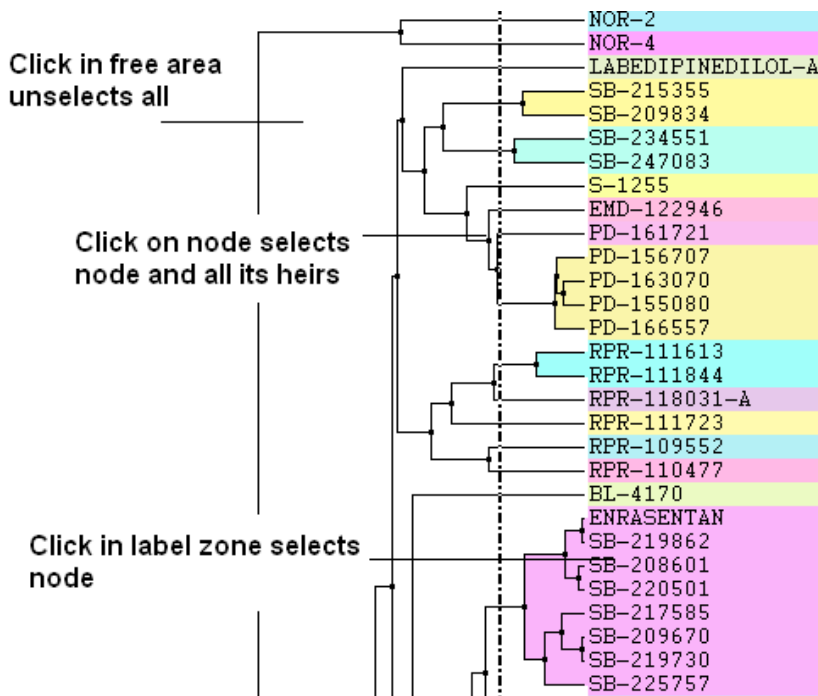 NOR-2
NOR-4
Click in free area
unselects all
LABEDIPINEDILOL-A
SB-215355
SB-209834
SB-234551
SB-247083
S-1255
EMD-122946
Click on node selects
node and all its heirs
PD-161721
PD-156707
PD-163070
PD-155080
PD-166557
RPR-111613
RPR-111844
RPR-118031-A
RPR-111723
RPR-109552
RPR-110477
BL-4170
ENRASENTAN
Click in label zone selects
node
SB-219862
SB-208601
SB-220501
SB-217585
SB-209670
SB-219730
SB-225757